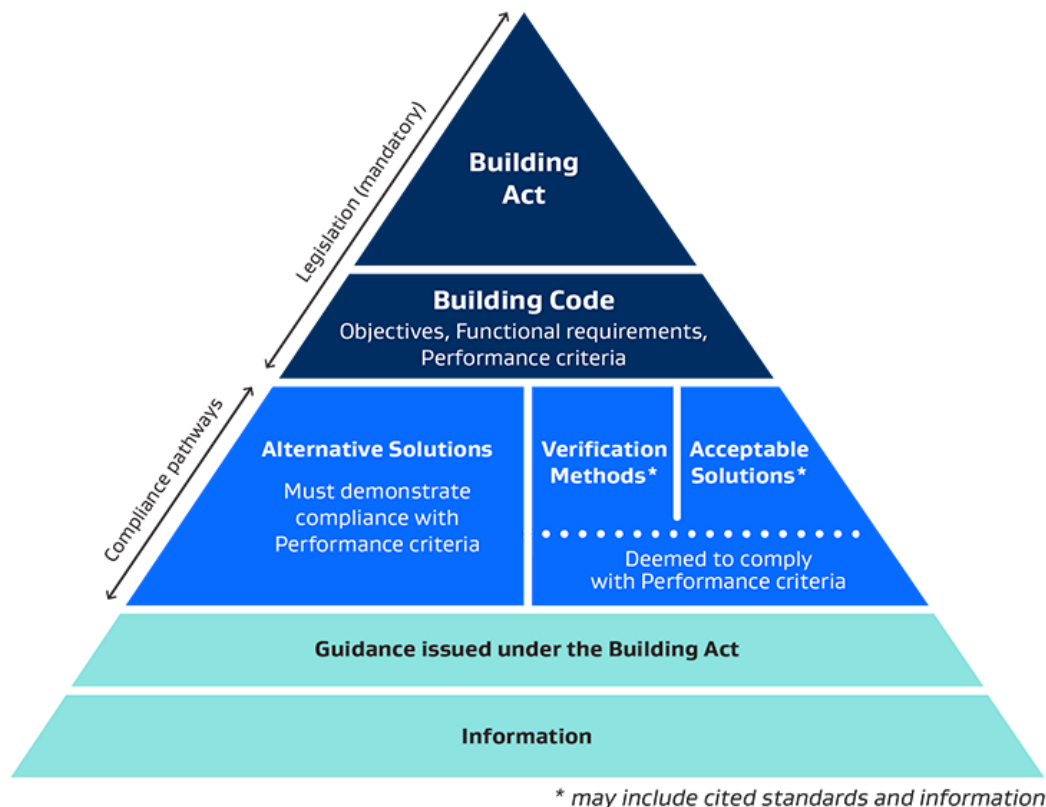 Legislation (mandatory)
Building
Act
Building Code
Objectives, Functional requirements,
Performance criteria
Compliance pathways
Alternative Solutions
Must demonstrate
compliance with
Performance criteria
Verification
Methods*
Acceptable
Solutions*
Deemed to comply
with Performance criteria
Guidance issued under the Building Act
Information
* may include cited standards and information